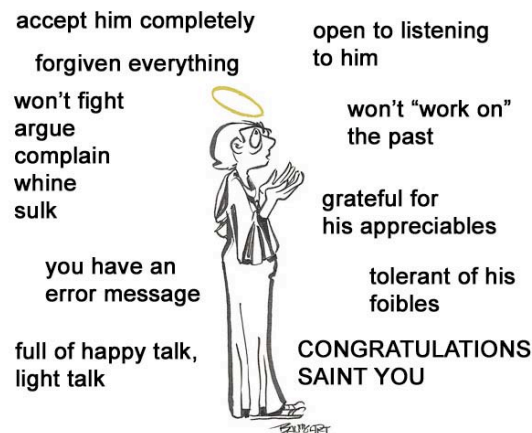 accept him completely
forgiven everything
won't fight
argue
complain
whine
sulk
you have an
error message
full of happy talk,
light talk
open to listening
to him
won't “work on”
the past
grateful for
his appreciables
tolerant of his
foibles
CONGRATULATIONS
SAINT YOU